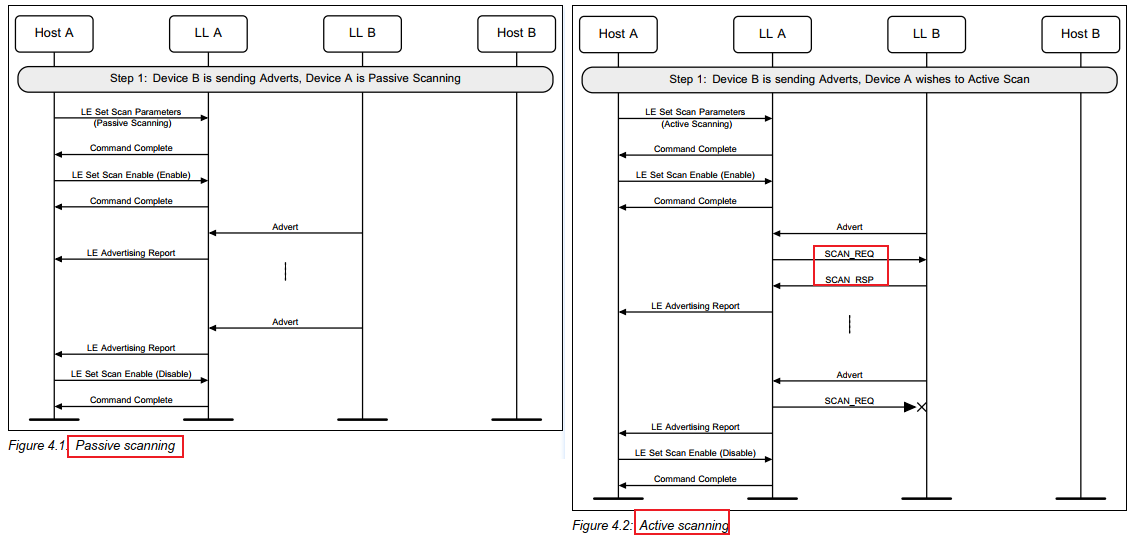 Host A
LL A
LL B
Host B
Step 1: Device B is sending Adverts, Device A is Passive Scanning
LE Set Scan Parameters
(Passive Scanning)
Command Complete
LE Set Scan Enable (Enable)
Command Complete
Advert
LE Advertising Report
Advert
LE Advertising Report
LE Set Scan Enable (Disable)
Command Complete
Figure 4.1: Passive scanning
Host A
LL A
LL B
Host B
Step 1: Device B is sending Adverts, Device A wishes to Active Scan
LE Set Scan Parameters
(Active Scanning)
Command Complete
LE Set Scan Enable (Enable)
Command Complete
Advert
SCAN_REQ
SCAN_RSP
LE Advertising Report
Advert
SCAN_REQ
LE Advertising Report
LE Set Scan Enable (Disable)
Command Complete
Figure 4.2: Active scanning